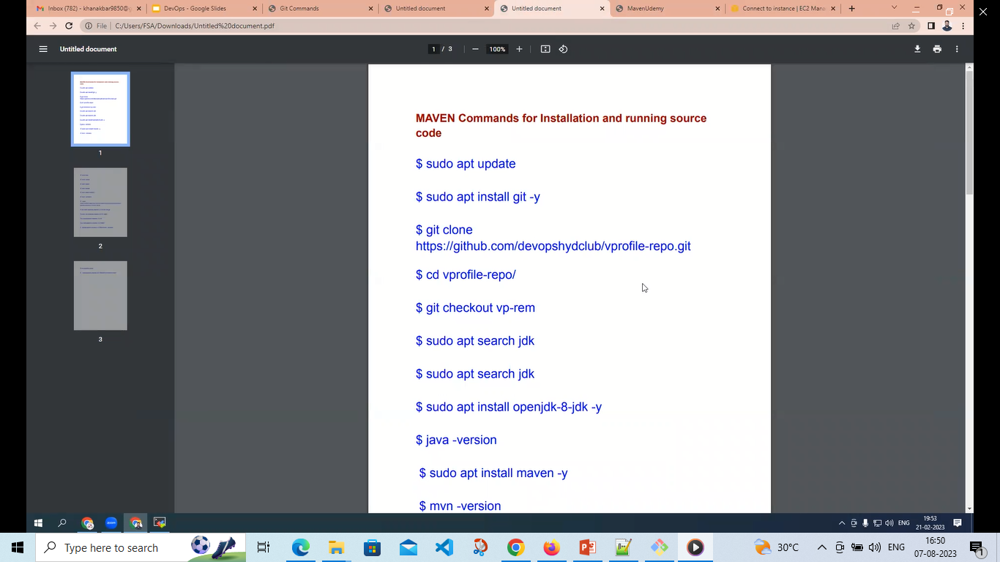 Inbox (782) - khanakbar9850@g
DevOps - Google Slides
Git Commands
Untitled document
Untitled document
MavenUdemy
Connect to instance | EC2 Mana
File
C:/Users/FSA/Downloads/Untitled%20document.pdf
Untitled document
1 / 3
100%
MAVEN Commands for Installation and running source
code
$ sudo apt update
$ sudo apt install git -y
$ git clone
https://github.com/devopshydclub/vprofile-repo.git
$ cd vprofile-repo/
$ git checkout vp-rem
$ sudo apt search jdk
$ sudo apt search jdk
$ sudo apt install openjdk-8-jdk -y
$ java -version
$ sudo apt install maven -y
$ mvn -version
1
2
3
zoom
ENG
19:53
21-02-2023
Type here to search
30°C
ENG
16:50
07-08-2023
1